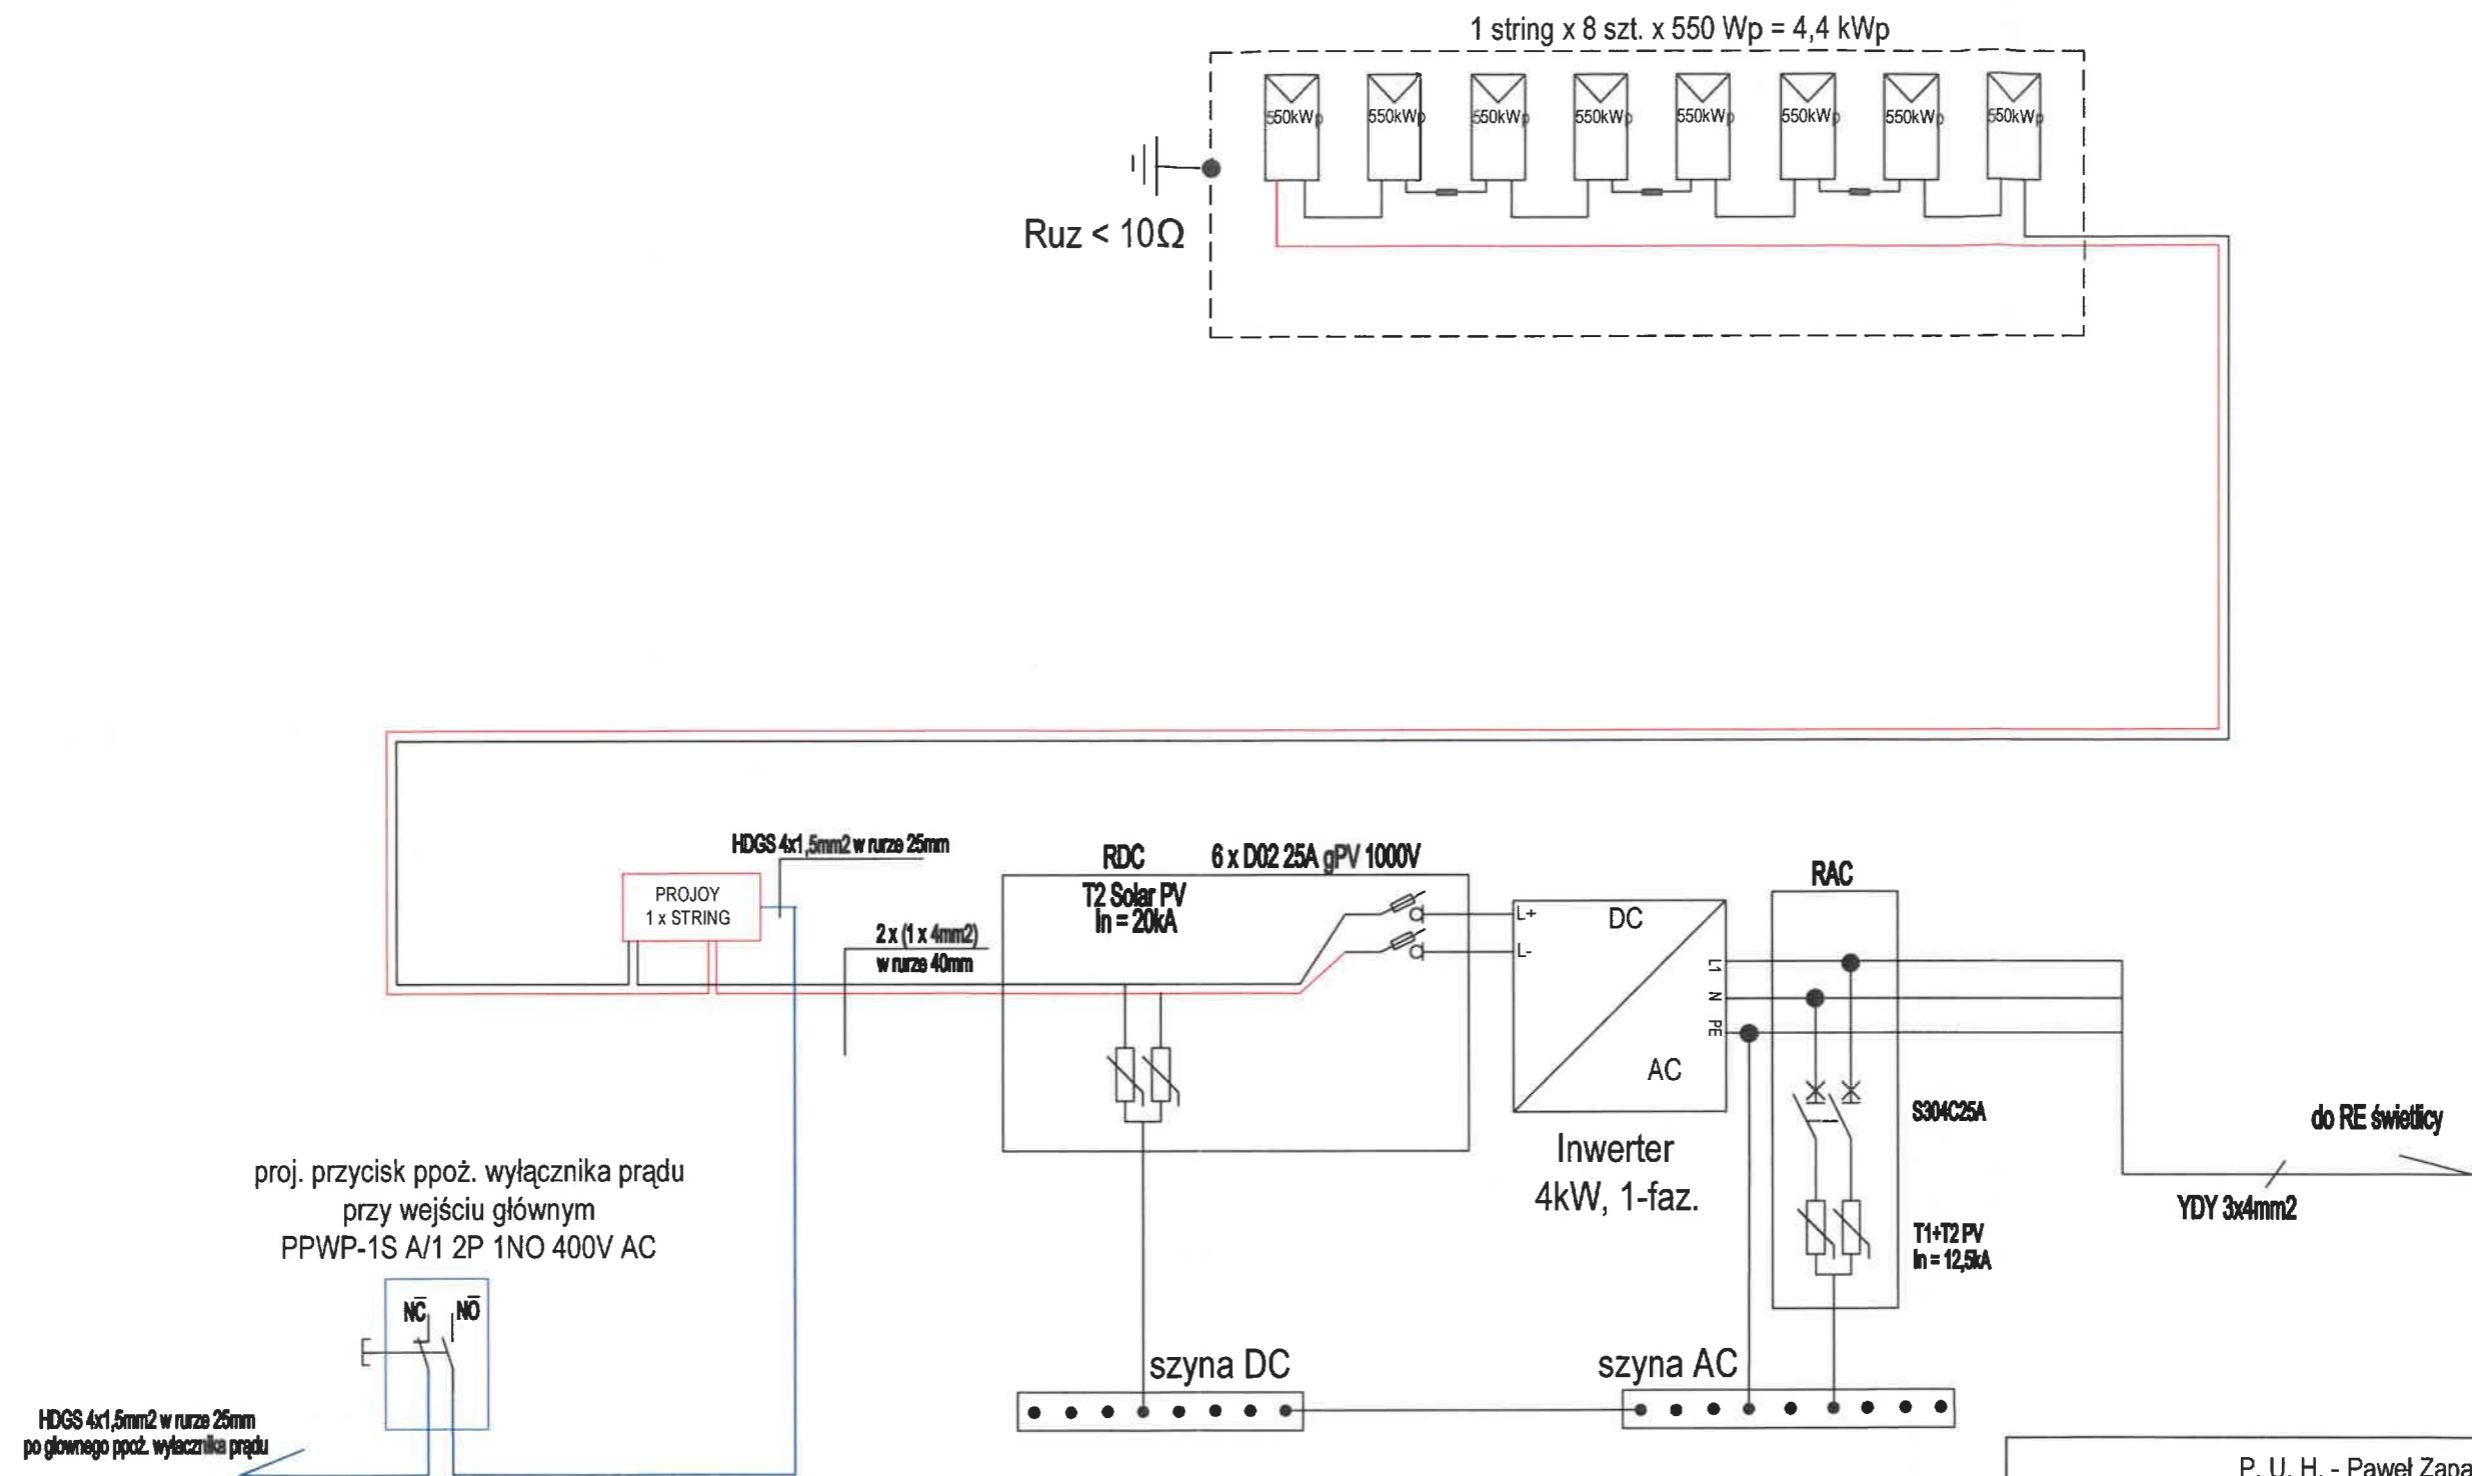 1 string x 8 szt. x 550 Wp = 4,4 kWp
550kWp 550kWp 550kWp 550kWp 550kWp 550kWp 550kWp 550kWp
Ruz < 10Ω
HDGS 4x1,5mm2 w rurze 25mm
PROJOY
1 x STRING
2 x (1 x 4mm2)
w rurze 40mm
RDC
6 x D02 25A gPV 1000V
T2 Solar PV
In = 20kA
L+
L-
DC
AC
L1
N
PE
Inwerter
4kW, 1-faz.
RAC
S304C25A
T1+T2 PV
In = 12,5kA
do RE świetlicy
YDY 3x4mm2
proj. przycisk ppoż. wyłącznika prądu
przy wejściu głównym
PPWP-1S A/1 2P 1NO 400V AC
NC NO
HDGS 4x1,5mm2 w rurze 25mm
po głownego ppoż. wyłacznika prądu
szyna DC
szyna AC
P. U. H. - Paweł Zapa